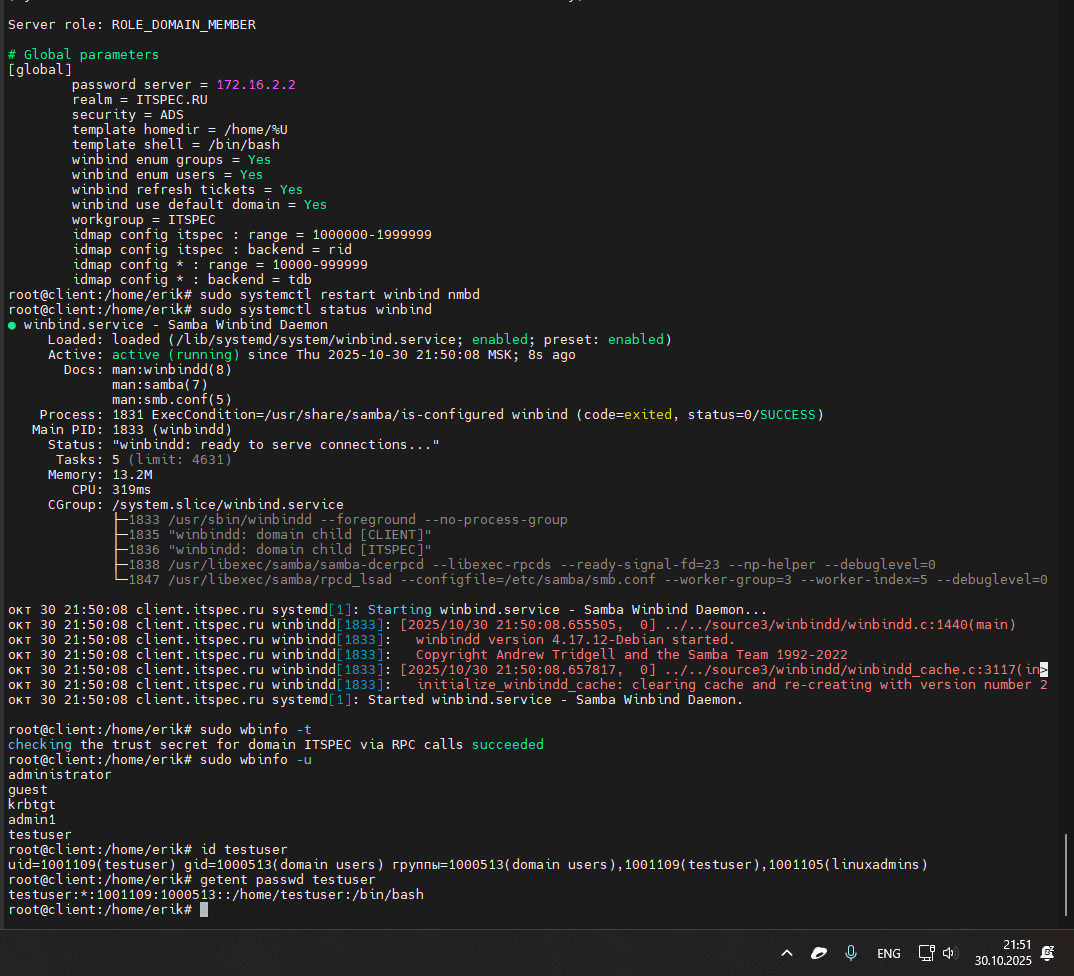 Server role: ROLE_DOMAIN_MEMBER
# Global parameters
[global]
password server = 172.16.2.2
realm = ITSPEC.RU
security = ADS
template homedir = /home/%U
template shell = /bin/bash
winbind enum groups = Yes
winbind enum users = Yes
winbind refresh tickets = Yes
winbind use default domain = Yes
workgroup = ITSPEC
idmap config itspec : range = 1000000-1999999
idmap config itspec : backend = rid
idmap config * : range = 10000-999999
idmap config * : backend = tdb
root@client:/home/erik# sudo systemctl restart winbind nmbd
root@client:/home/erik# sudo systemctl status winbind
● winbind.service - Samba Winbind Daemon
Loaded: loaded (/lib/systemd/system/winbind.service; enabled; preset: enabled)
Active: active (running) since Thu 2025-10-30 21:50:08 MSK; 8s ago
Docs: man:winbindd(8)
man:samba(7)
man:smb.conf(5)
Process: 1831 ExecCondition=/usr/share/samba/is-configured winbind (code=exited, status=0/SUCCESS)
Main PID: 1833 (winbindd)
Status: "winbindd: ready to serve connections..."
Tasks: 5 (limit: 4631)
Memory: 13.2M
CPU: 319ms
CGroup: /system.slice/winbind.service
├─1833 /usr/sbin/winbindd --foreground --no-process-group
├─1835 "winbindd: domain child [CLIENT]"
├─1836 "winbindd: domain child [ITSPEC]"
├─1838 /usr/libexec/samba/samba-dcerpcd --libexec-rpcds --ready-signal-fd=23 --np-helper --debuglevel=0
└─1847 /usr/libexec/samba/rpcd_lsad --configfile=/etc/samba/smb.conf --worker-group=3 --worker-index=5 --debuglevel=0
окт 30 21:50:08 client.itspec.ru systemd[1]: Starting winbind.service - Samba Winbind Daemon...
окт 30 21:50:08 client.itspec.ru winbindd[1833]: [2025/10/30 21:50:08.655505,  0] ../../source3/winbindd/winbindd.c:1440(main)
окт 30 21:50:08 client.itspec.ru winbindd[1833]:   winbindd version 4.17.12-Debian started.
окт 30 21:50:08 client.itspec.ru winbindd[1833]:   Copyright Andrew Tridgell and the Samba Team 1992-2022
окт 30 21:50:08 client.itspec.ru winbindd[1833]: [2025/10/30 21:50:08.657817,  0] ../../source3/winbindd/winbindd_cache.c:3117(in>
окт 30 21:50:08 client.itspec.ru winbindd[1833]:   initialize_winbindd_cache: clearing cache and re-creating with version number 2
окт 30 21:50:08 client.itspec.ru systemd[1]: Started winbind.service - Samba Winbind Daemon.
root@client:/home/erik# sudo wbinfo -t
checking the trust secret for domain ITSPEC via RPC calls succeeded
root@client:/home/erik# sudo wbinfo -u
administrator
guest
krbtgt
admin1
testuser
root@client:/home/erik# id testuser
uid=1001109(testuser) gid=1000513(domain users) группы=1000513(domain users),1001109(testuser),1001105(linuxadmins)
root@client:/home/erik# getent passwd testuser
testuser:*:1001109:1000513::/home/testuser:/bin/bash
root@client:/home/erik#
ENG
21:51
30.10.2025